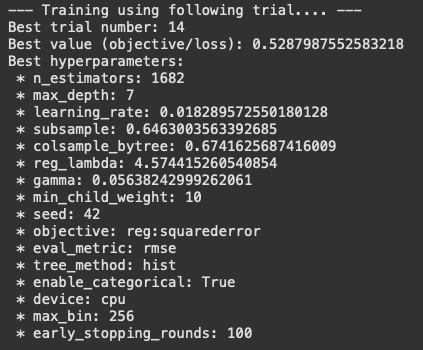 --- Training using following trial.... ---
Best trial number: 14
Best value (objective/loss): 0.5287987552583218
Best hyperparameters:
* n_estimators: 1682
* max_depth: 7
* learning_rate: 0.018289572550180128
* subsample: 0.6463003563392685
* colsample_bytree: 0.6741625687416009
* reg_lambda: 4.574415260540854
* gamma: 0.05638242999262061
* min_child_weight: 10
* seed: 42
* objective: reg:squarederror
* eval_metric: rmse
* tree_method: hist
* enable_categorical: True
* device: cpu
* max_bin: 256
* early_stopping_rounds: 100